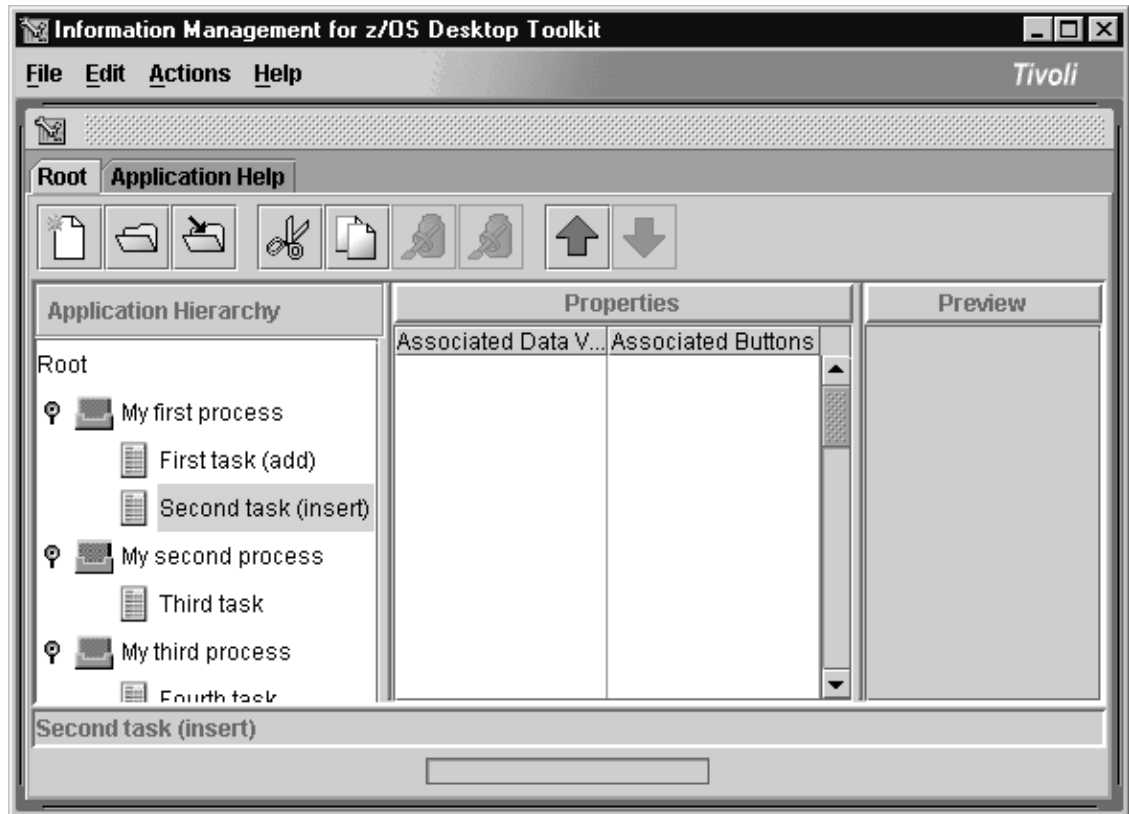 Information Management for z/OS Desktop Toolkit
File Edit Actions Help Tivoli
Root Application Help
Application Hierarchy
Properties
Preview
Associated Data V... Associated Buttons
Root
My first process
First task (add)
Second task (insert)
My second process
Third task
My third process
Fourth task
Second task (insert)